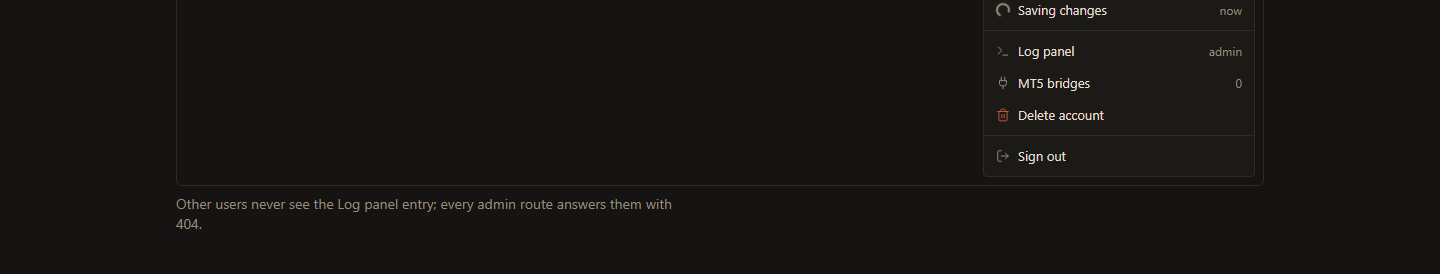 Saving changes now
Log panel admin
MT5 bridges 0
Delete account
Sign out
Other users never see the Log panel entry; every admin route answers them with
404.